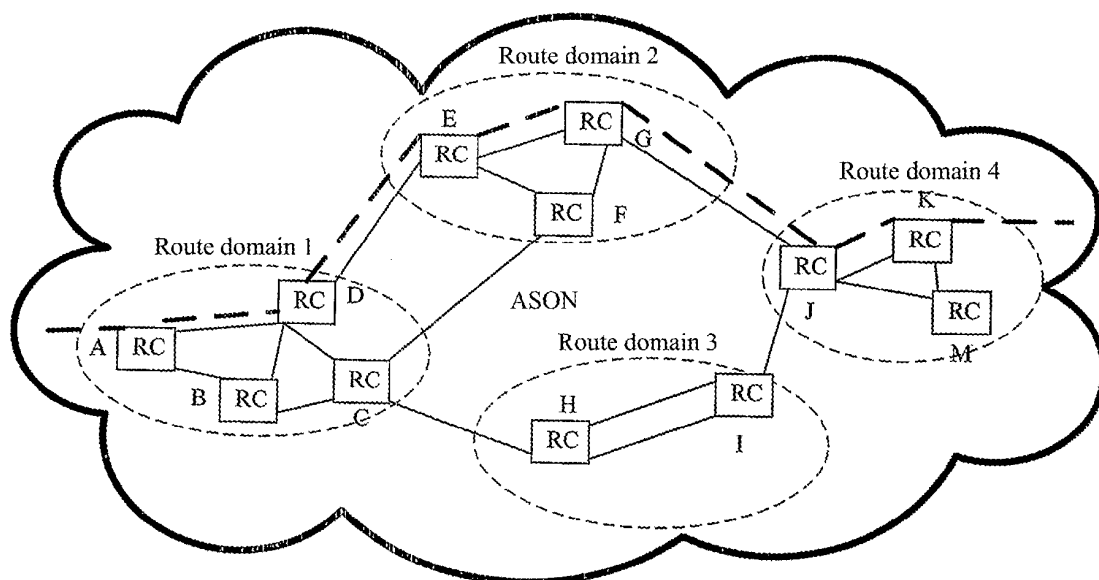 Route domain 2
E
RC
RC
G
RC
F
Route domain 4
K
RC
RC
J
RC
M
Route domain 1
RC
D
A
RC
B
RC
RC
C
ASON
Route domain 3
H
RC
RC
I